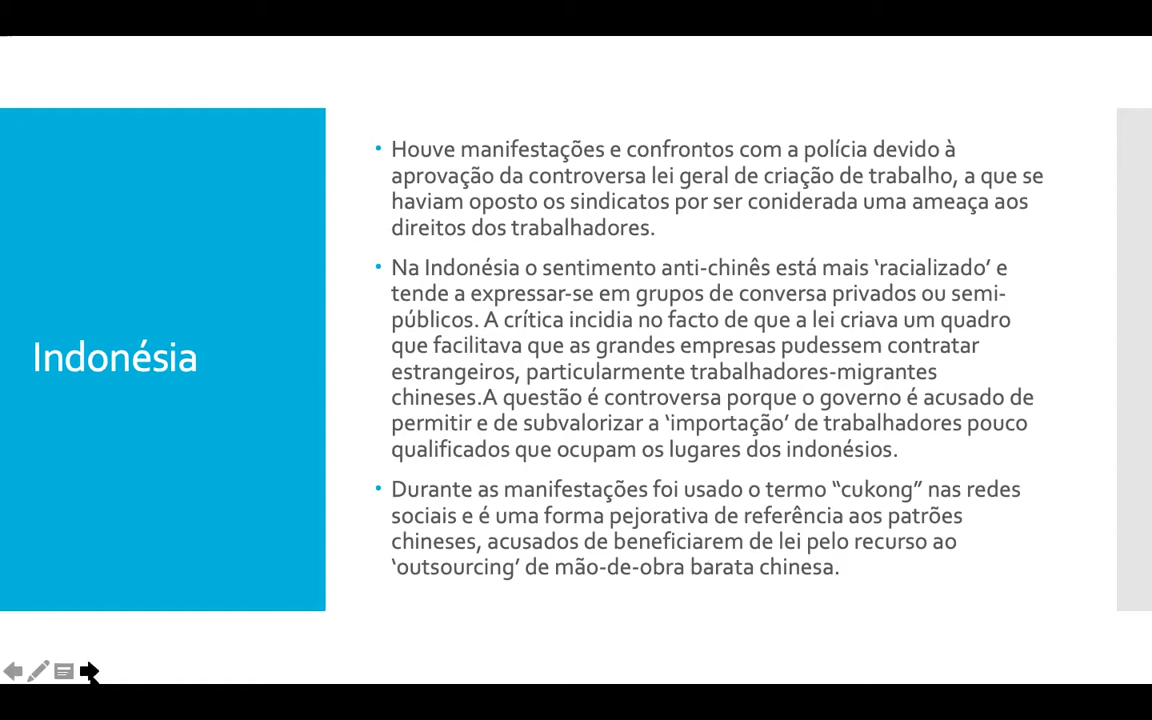 Indonésia
• Houve manifestações e confrontos com a polícia devido à
aprovação da controversa lei geral de criação de trabalho, a que se
haviam oposto os sindicatos por ser coniderada uma ameaça aos
direitos dos trabalhadores.
• Na Indonésia o sentimento anti-chinês está mais ‘racializado’ e
tende a expressar-se em grupos de conversa privados ou semi-
públicos. A crítica incidia no facto de que a lei criava um quadro
que facilitava que as grandes empresas pudessem contratar
estrangeiros, particularmente trabalhadores-migrantes
chineses.A questão é controversa porque o governo é acusado de
permitir e de subvalorizar a ‘importação’ de trabalhadores pouco
qualificados que ocupam os lugares dos indonésios.
• Durante as manifestações foi usado o termo “cukong” nas redes
sociais e é uma forma pejorativa de referência aos patrões
chineses, acusados de beneficiarem de lei pelo recurso ao
‘outsourcing’ de mão-de-obra barata chinesa.